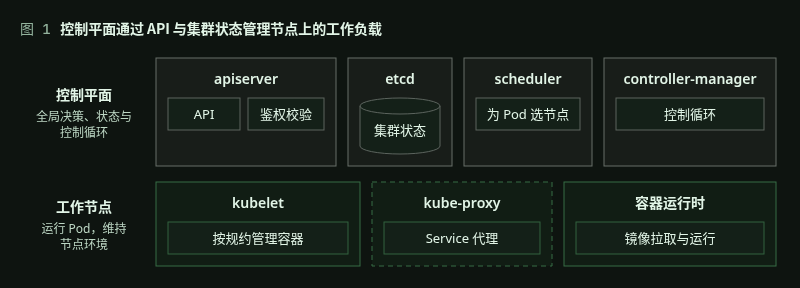 图 1 控制平面通过 API 与集群状态管理节点上的工作负载
控制平面
全局决策、状态与
控制循环
apiserver
API
鉴权校验
etcd
集群状态
scheduler
为 Pod 选节点
controller-manager
控制循环
工作节点
运行 Pod，维持
节点环境
kubelet
按规约管理容器
kube-proxy
Service 代理
容器运行时
镜像拉取与运行